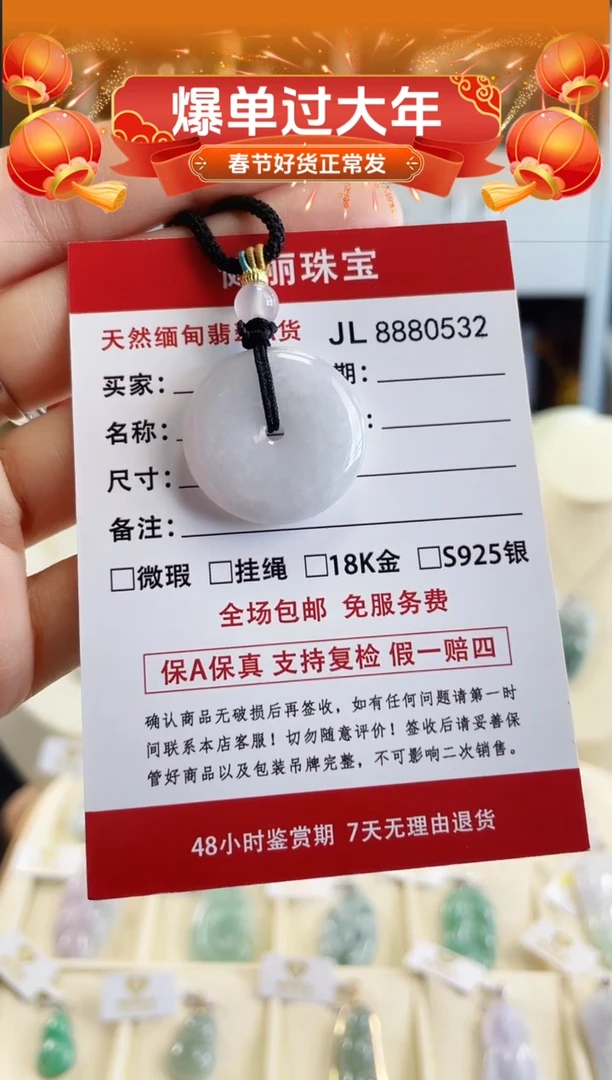 爆单过大年
春节好货正常发
丽珠宝
天然缅甸翡 货 JL 8880532
买家: 期:
名称: :
尺寸:
备注:
□微瑕 □挂绳 □18K金 □S925银
全场包邮 免服务费
保A保真 支持复检 假一赔四
确认商品无破损后再签收，如有任何问题请第一时
间联系本店客服！切勿随意评价！签收后请妥善保
管好商品以及包装吊牌完整，不可影响二次销售。
48小时鉴赏期 7天无理由退货